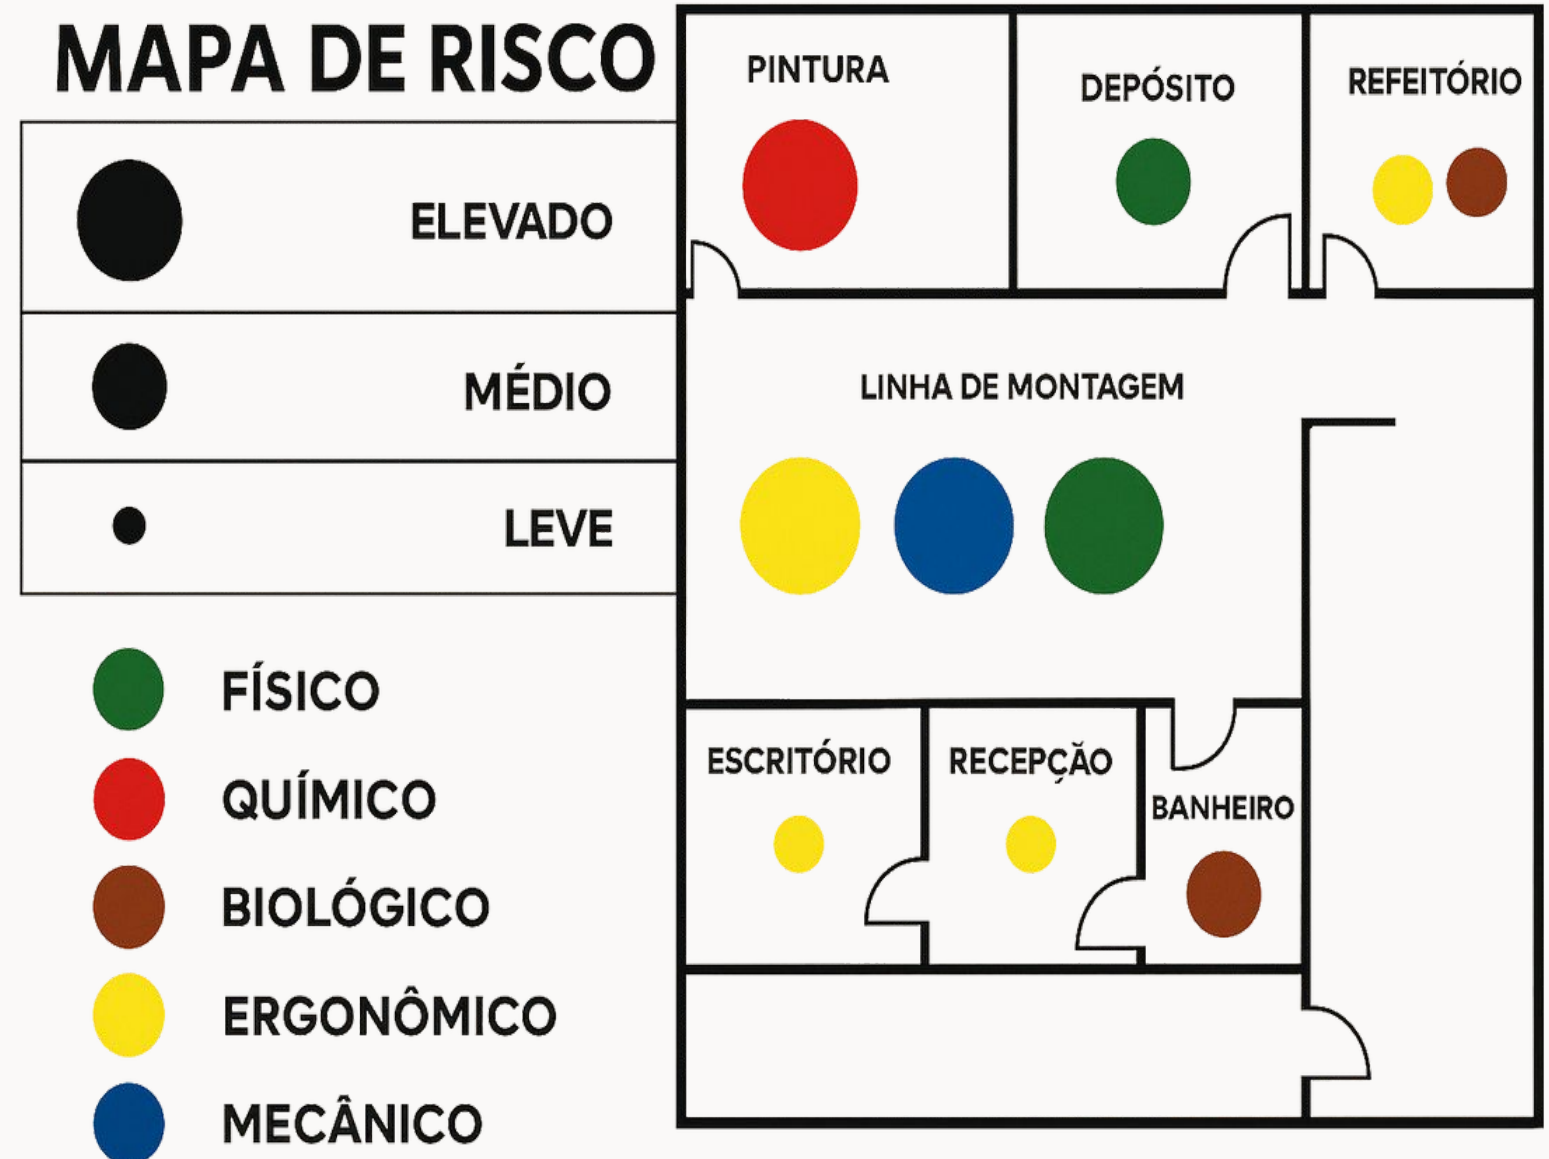 MAPA DE RISCO
ELEVADO
MÉDIO
LEVE
FÍSICO
QUÍMICO
BIOLÓGICO
ERGONÔMICO
MECÂNICO
PINTURA
DEPÓSITO
REFEITÓRIO
LINHA DE MONTAGEM
ESCRITÓRIO
RECEPÇÃO
BANHEIRO